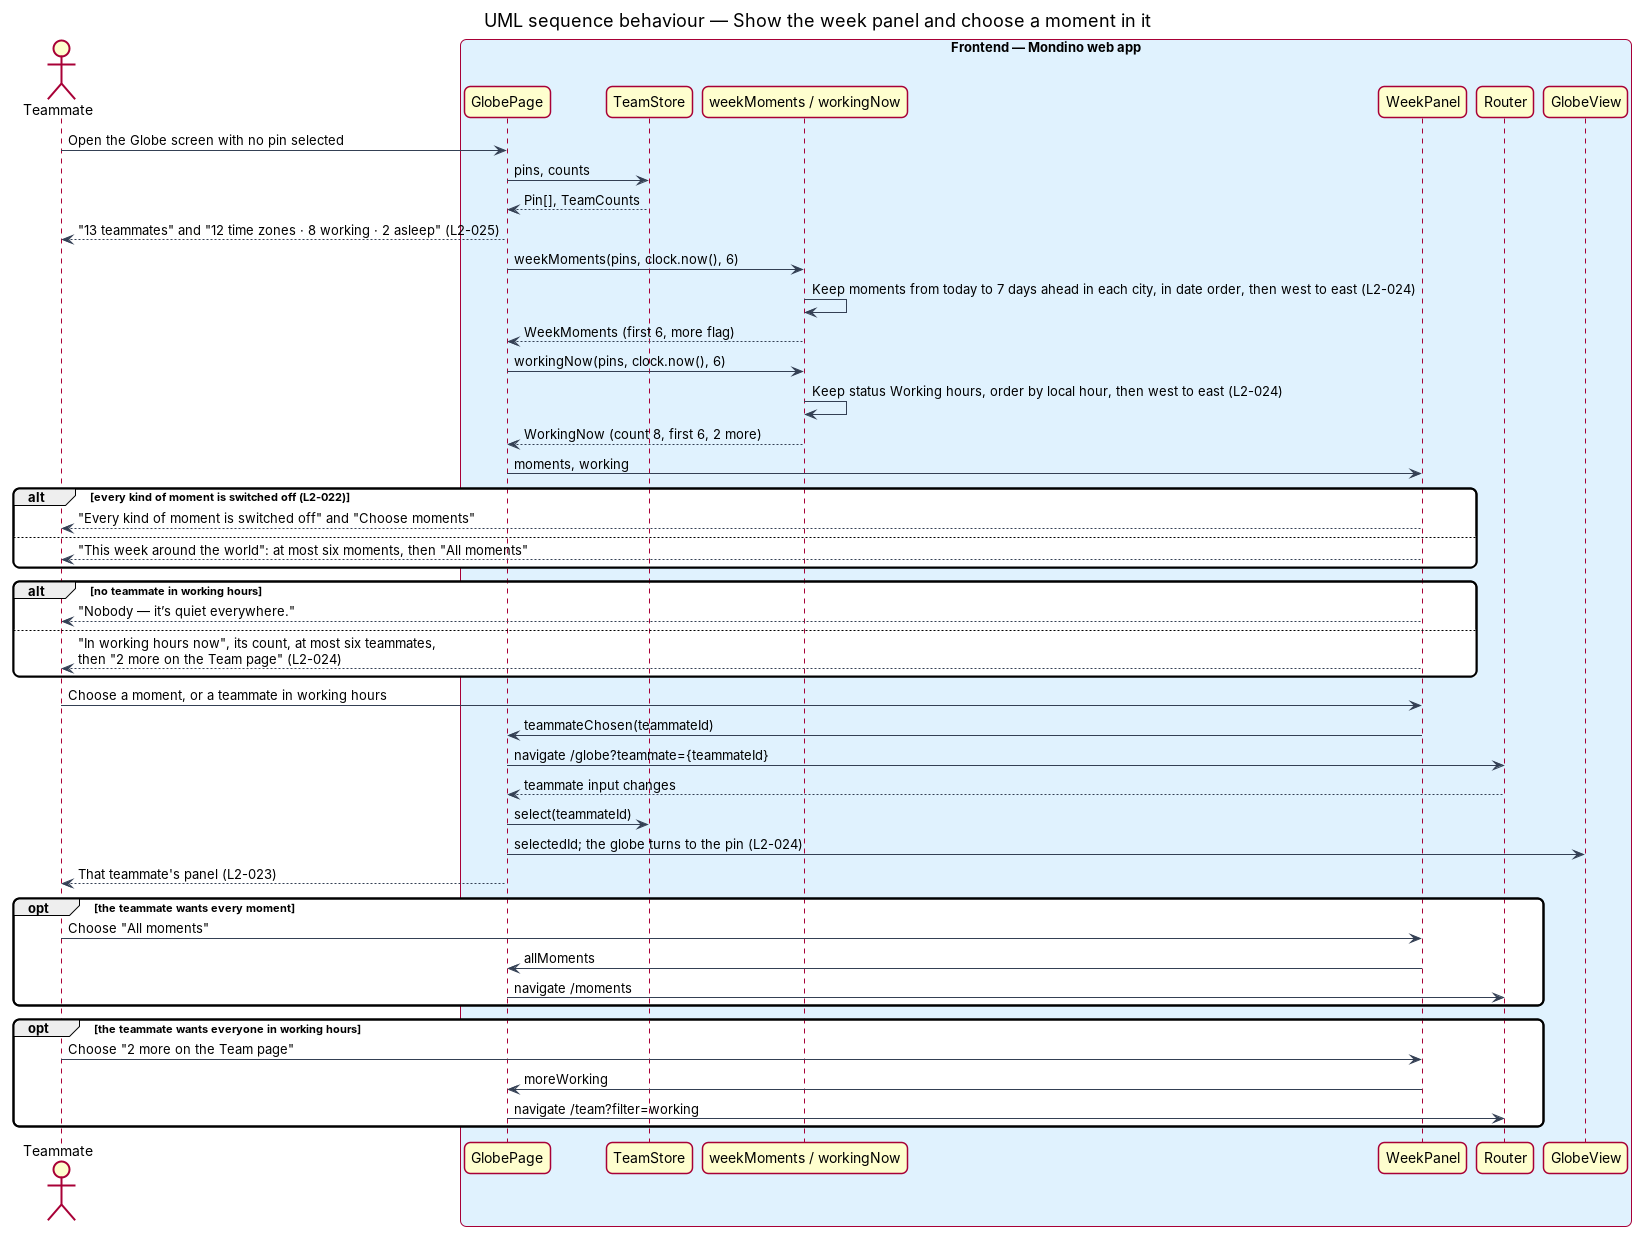 UML sequence behaviour — Show the week panel and choose a moment in it
Frontend — Mondino web app
Teammate
GlobePage
TeamStore
weekMoments / workingNow
WeekPanel
Router
GlobeView
Open the Globe screen with no pin selected
pins, counts
Pin[], TeamCounts
"13 teammates" and "12 time zones · 8 working · 2 asleep" (L2-025)
weekMoments(pins, clock.now(), 6)
Keep moments from today to 7 days ahead in each city, in date order, then west to east (L2-024)
WeekMoments (first 6, more flag)
workingNow(pins, clock.now(), 6)
Keep status Working hours, order by local hour, then west to east (L2-024)
WorkingNow (count 8, first 6, 2 more)
moments, working
alt
[every kind of moment is switched off (L2-022)]
"Every kind of moment is switched off" and "Choose moments"
"This week around the world": at most six moments, then "All moments"
alt
[no teammate in working hours]
"Nobody — it's quiet everywhere."
"In working hours now", its count, at most six teammates,
then "2 more on the Team page" (L2-024)
Choose a moment, or a teammate in working hours
teammateChosen(teammateId)
navigate /globe?teammate={teammateId}
teammate input changes
select(teammateId)
selectedId; the globe turns to the pin (L2-024)
That teammate's panel (L2-023)
opt
[the teammate wants every moment]
Choose "All moments"
allMoments
navigate /moments
opt
[the teammate wants everyone in working hours]
Choose "2 more on the Team page"
moreWorking
navigate /team?filter=working
Teammate
GlobePage
TeamStore
weekMoments / workingNow
WeekPanel
Router
GlobeView